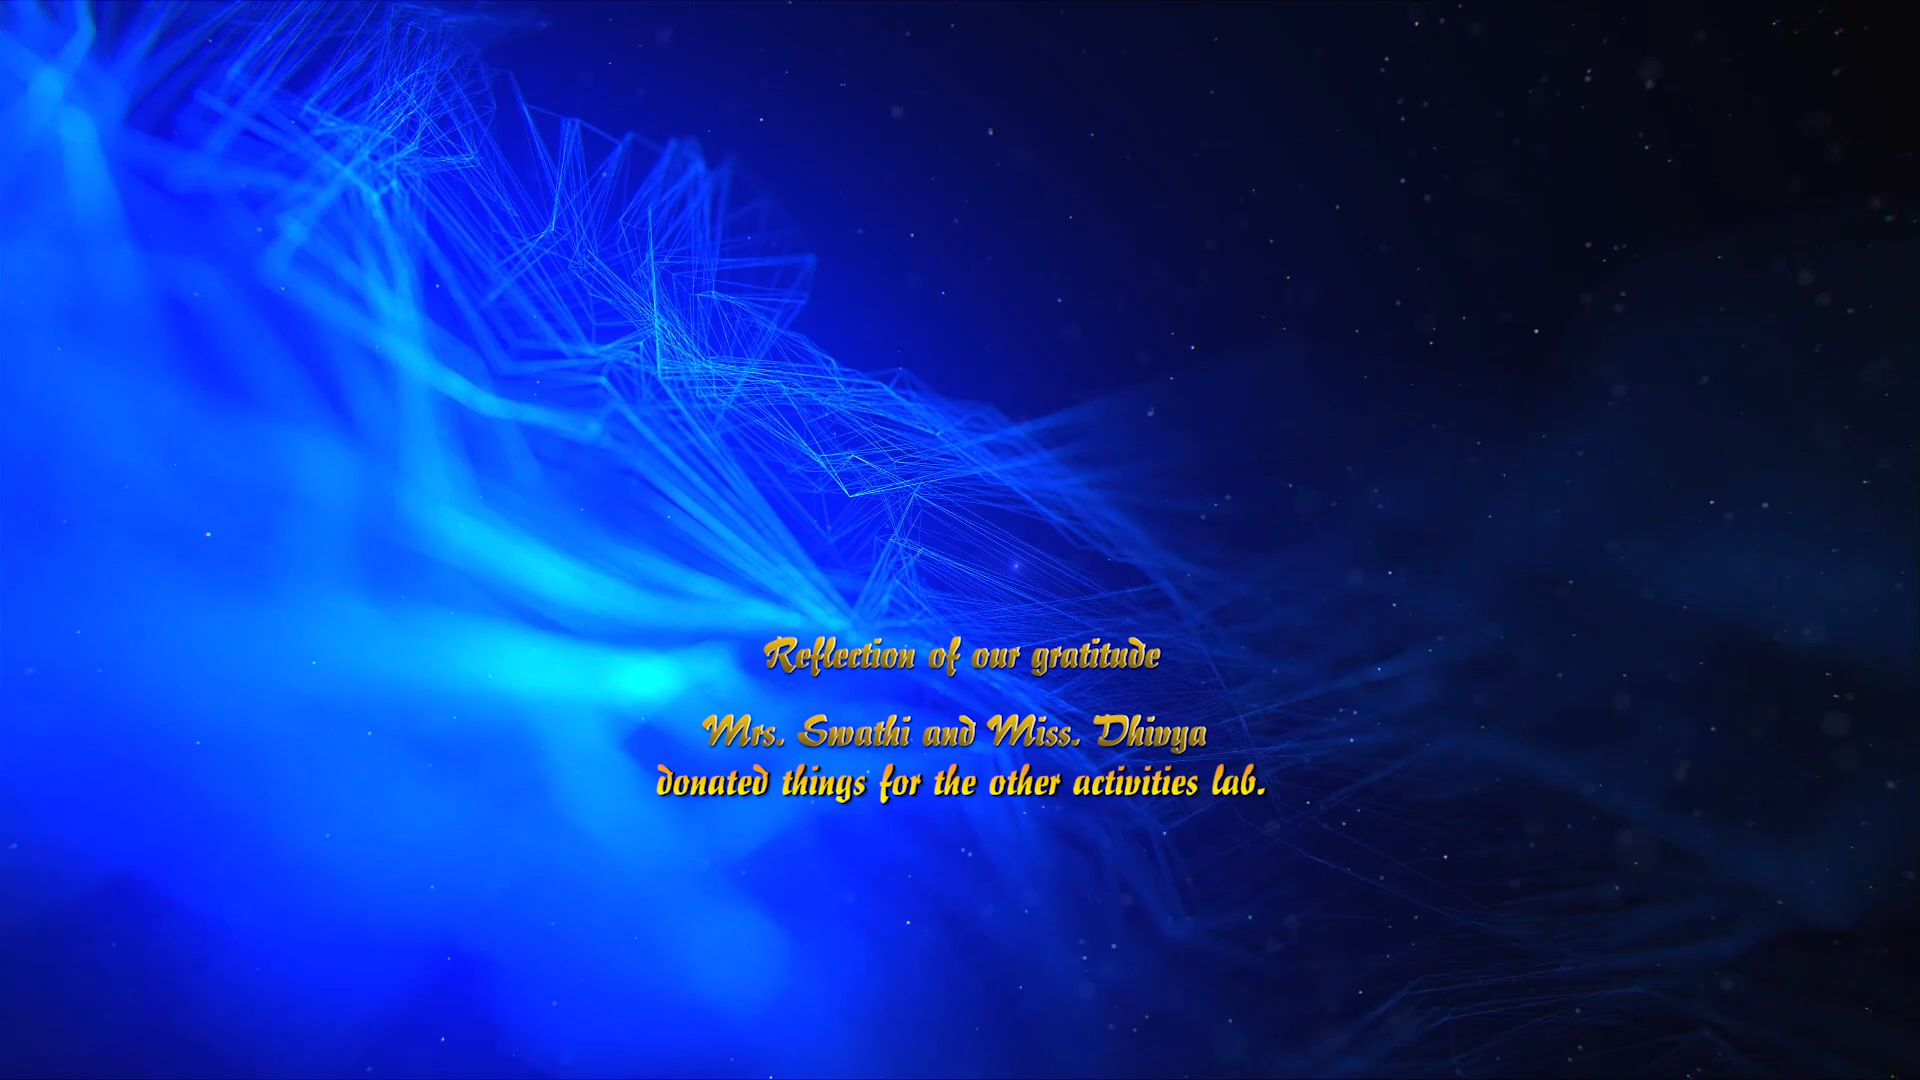 Reflection of our gratitude
Mrs. Swathi and Miss. Dhivya
donated things for the other activities lab.